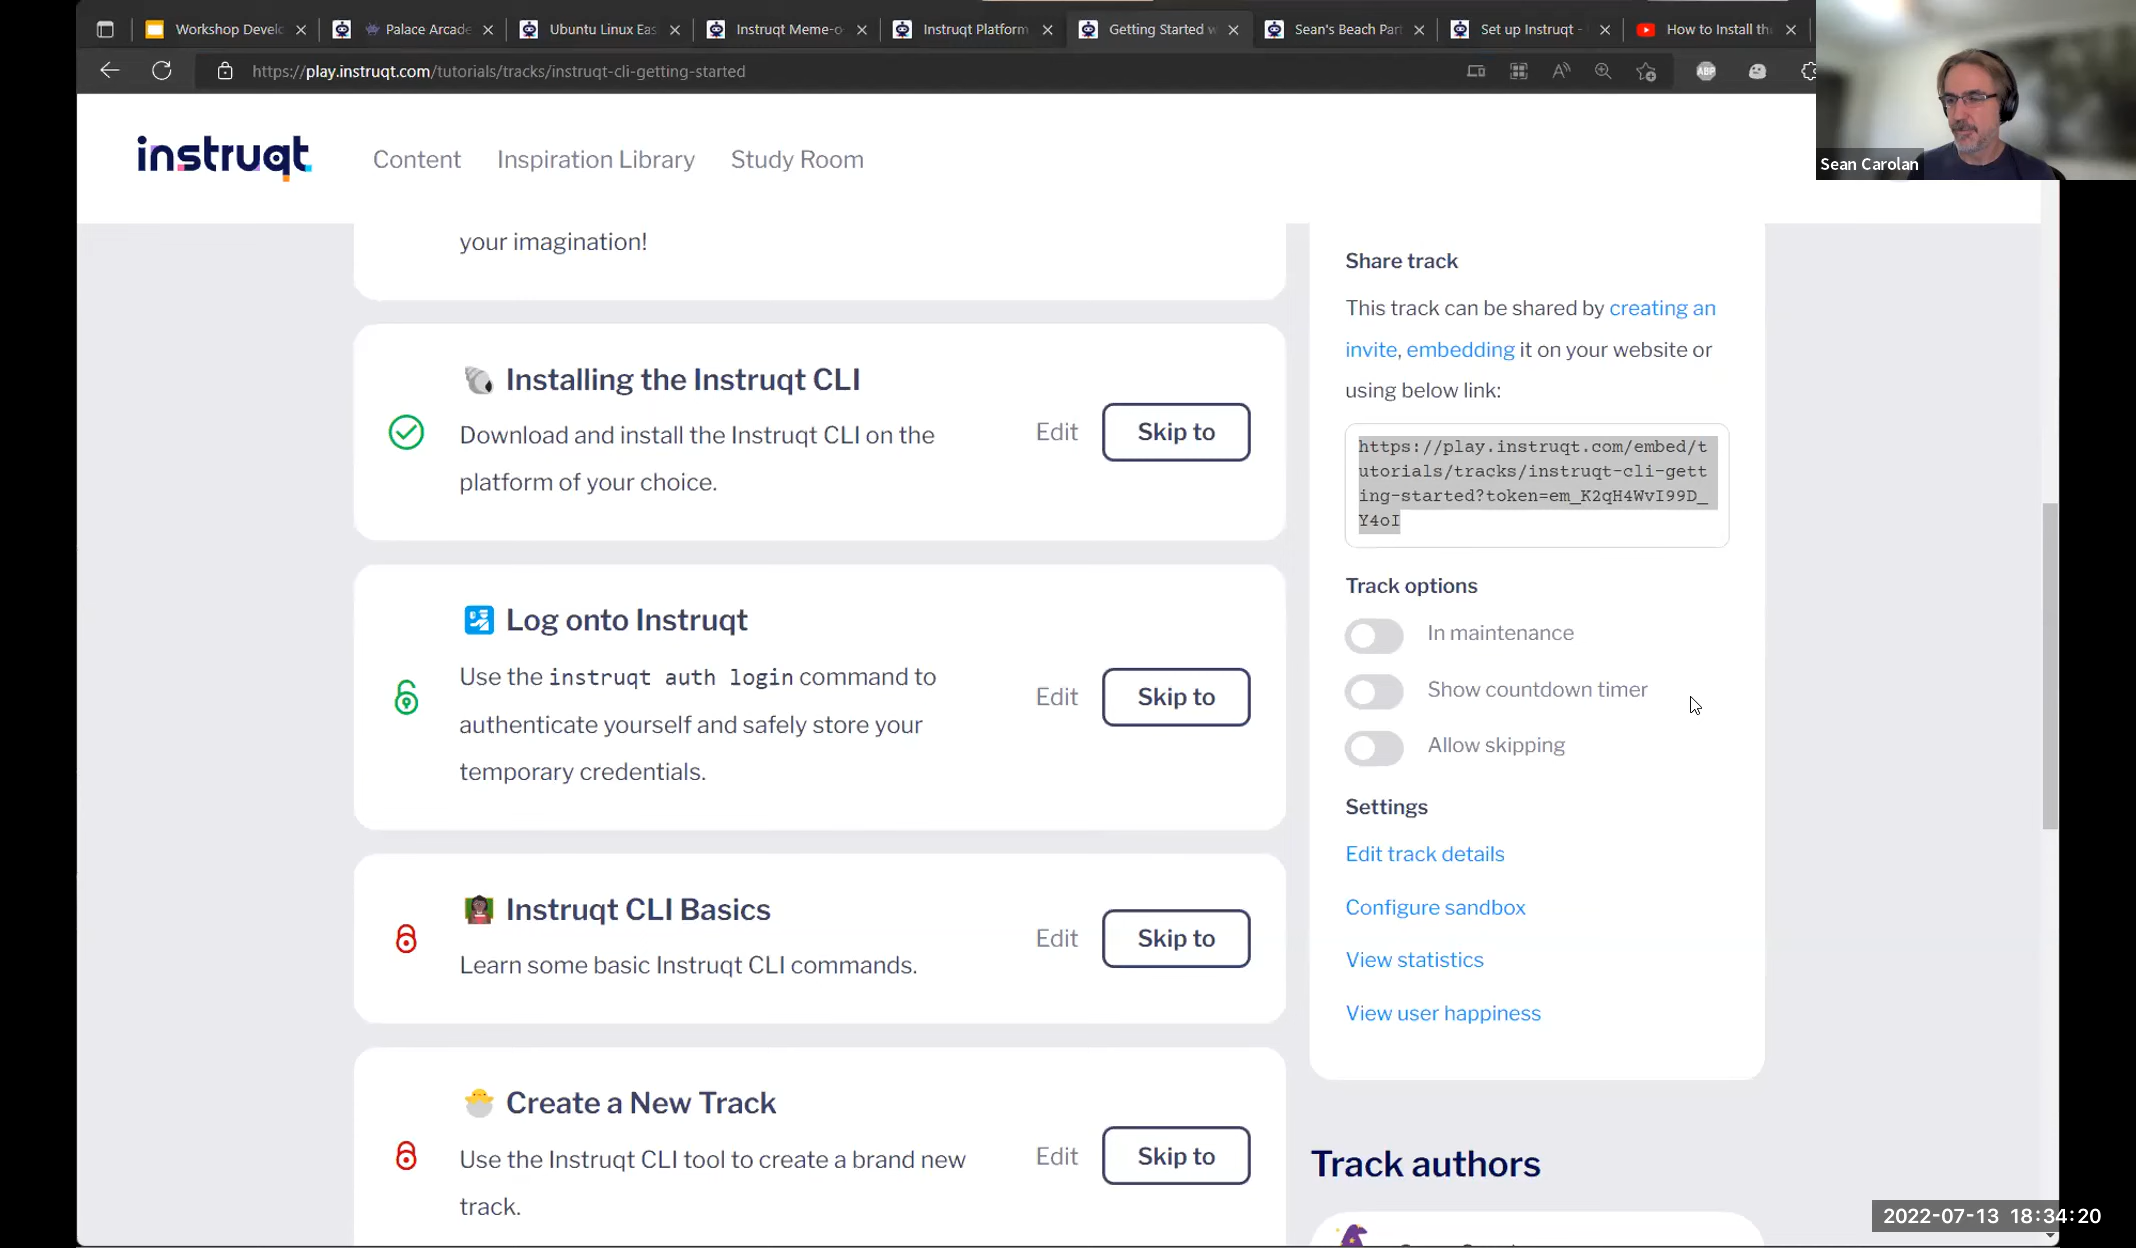 Workshop Develo
Palace Arcade
Ubuntu Linux Eas
Instruqt Meme-o
Instruqt Platform
Getting Started w
Sean's Beach Part
Set up Instruqt -
How to Install th
https://play.instruqt.com/tutorials/tracks/instruqt-cli-getting-started
ABP
Sean Carolan
instruqt
Content
Inspiration Library
Study Room
your imagination!
Installing the Instruqt CLI
Download and install the Instruqt CLI on the
platform of your choice.
Edit
Skip to
Log onto Instruqt
Use the instruqt auth login command to
authenticate yourself and safely store your
temporary credentials.
Edit
Skip to
Instruqt CLI Basics
Learn some basic Instruqt CLI commands.
Edit
Skip to
Create a New Track
Use the Instruqt CLI tool to create a brand new
track.
Edit
Skip to
Share track
This track can be shared by creating an
invite, embedding it on your website or
using below link:
https://play.instruqt.com/embed/t
utorials/tracks/instruqt-cli-gett
ing-started?token=em_K2qH4WvI99D_
Y4oI
Track options
In maintenance
Show countdown timer
Allow skipping
Settings
Edit track details
Configure sandbox
View statistics
View user happiness
Track authors
2022-07-13 18:34:20